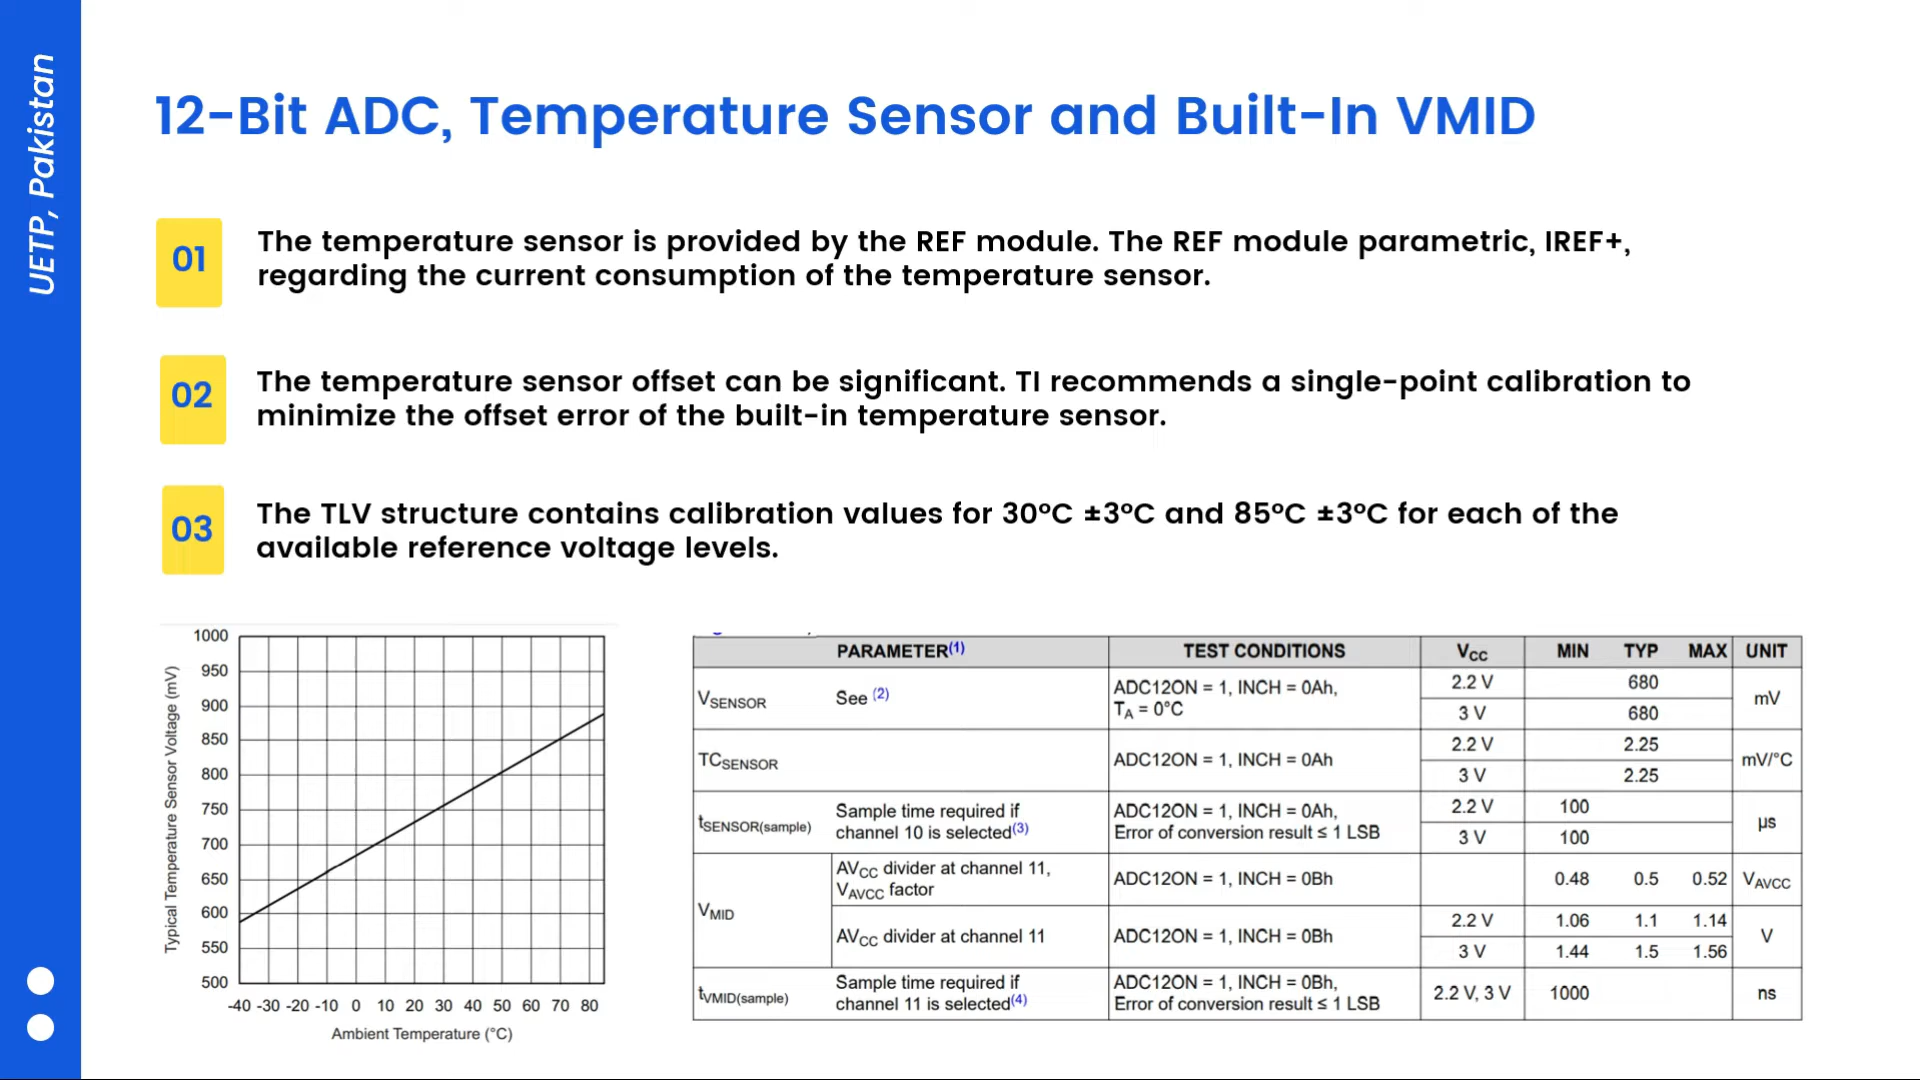 UETP, Pakistan
12-Bit ADC, Temperature Sensor and Built-In VMID
01
The temperature sensor is provided by the REF module. The REF module parametric, IREF+,
regarding the current consumption of the temperature sensor.
02
The temperature sensor offset can be significant. TI recommends a single-point calibration to
minimize the offset error of the built-in temperature sensor.
03
The TLV structure contains calibration values for 30°C ±3°C and 85°C ±3°C for each of the
available reference voltage levels.
Typical Temperature Sensor Voltage (mV)
1000
950
900
850
800
750
700
650
600
550
500
-40 -30 -20 -10 0 10 20 30 40 50 60 70 80
Ambient Temperature (°C)
PARAMETER(1) TEST CONDITIONS VCC MIN TYP MAX UNIT
VSENSOR See (2) ADC12ON = 1, INCH = 0Ah,
TA = 0°C
2.2 V 680
3 V 680
mV
TCSENSOR ADC12ON = 1, INCH = 0Ah
2.2 V 2.25
3 V 2.25
mV/°C
tSENSOR(sample) Sample time required if
channel 10 is selected(3)
ADC12ON = 1, INCH = 0Ah,
Error of conversion result ≤ 1 LSB
2.2 V 100
3 V 100
µs
VMID
AVCC divider at channel 11,
VAVCC factor
ADC12ON = 1, INCH = 0Bh 0.48 0.5 0.52 VAVCC
AVCC divider at channel 11 ADC12ON = 1, INCH = 0Bh
2.2 V 1.06 1.1 1.14
3 V 1.44 1.5 1.56
V
tVMID(sample) Sample time required if
channel 11 is selected(4)
ADC12ON = 1, INCH = 0Bh,
Error of conversion result ≤ 1 LSB
2.2 V, 3 V 1000 ns